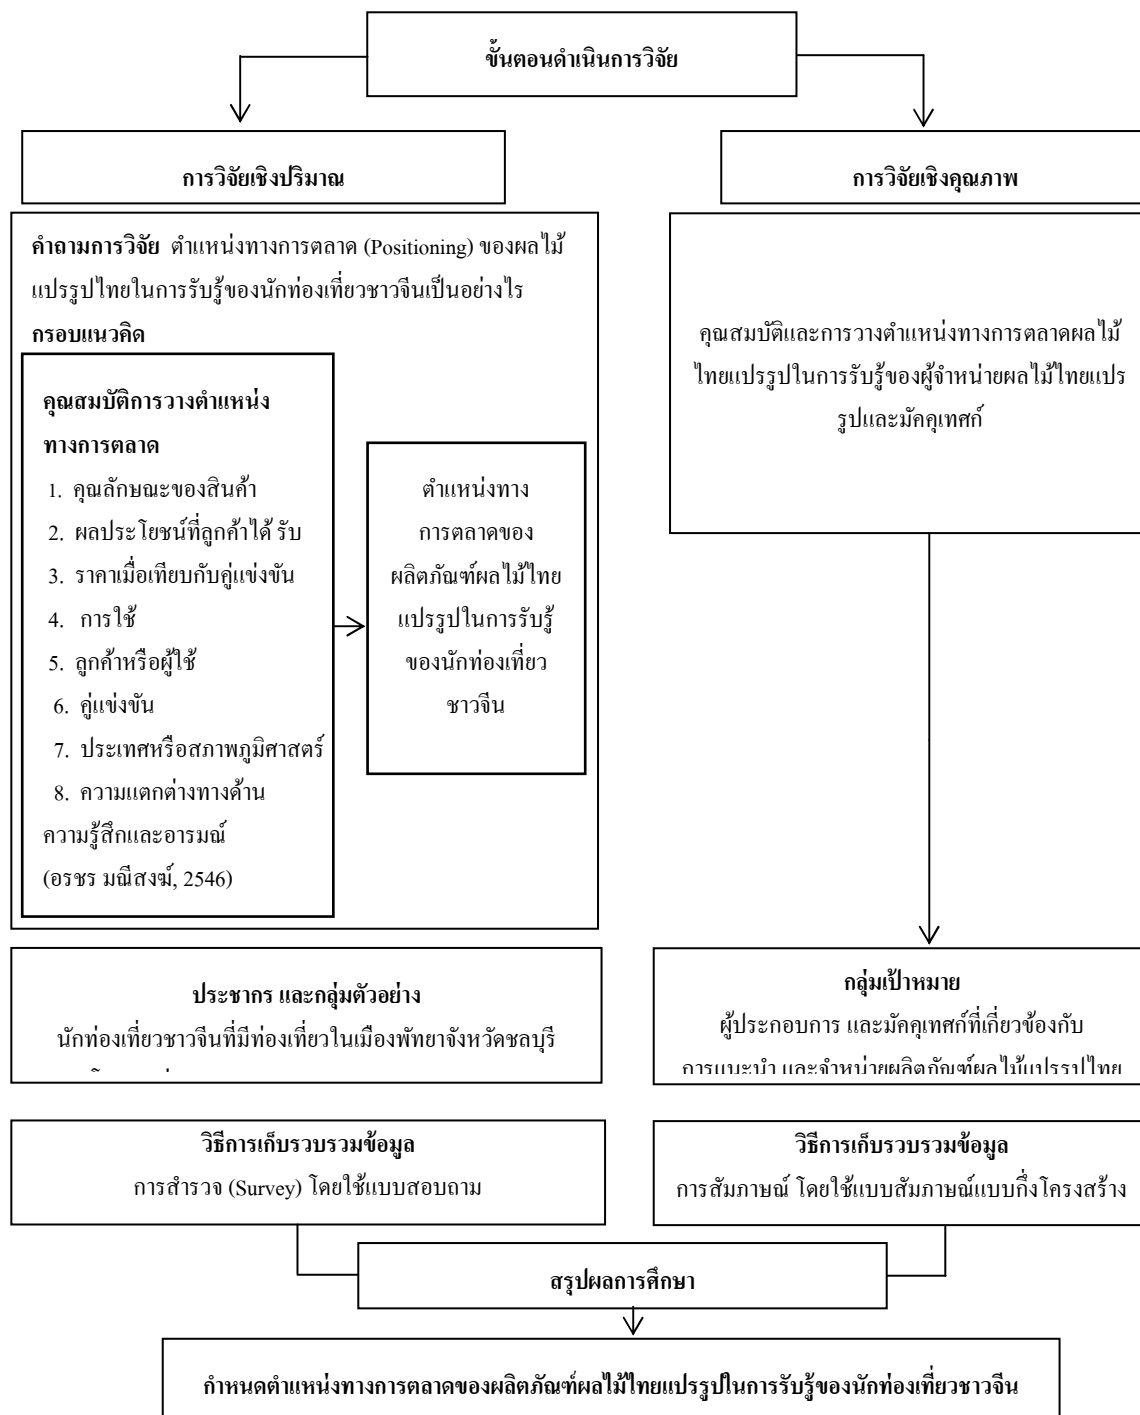 ขั้นตอนดำเนินการวิจัย
การวิจัยเชิงปริมาณ
คำถามการวิจัย ตำแหน่งทางการตลาด (Positioning) ของผลไม้
แปรรูปไทยในการรับรู้ของนักท่องเที่ยวชาวจีนเป็นอย่างไร
กรอบแนวคิด
คุณสมบัติการวางตำแหน่ง
ทางการตลาด
1. คุณลักษณะของสินค้า
2. ผลประโยชน์ที่ลูกค้าได้ รับ
3. ราคาเมื่อเทียบกับคู่แข่งขัน
4. การใช้
5. ลูกค้าหรือผู้ใช้
6. คู่แข่งขัน
7. ประเทศหรือสภาพภูมิศาสตร์
8. ความแตกต่างทางด้าน
ความรู้สึกและอารมณ์
(อรชร มณีสงฆ์, 2546)
ตำแหน่งทาง
การตลาดของ
ผลิตภัณฑ์ผลไม้ไทย
แปรรูปในการรับรู้
ของนักท่องเที่ยว
ชาวจีน
ประชากร และกลุ่มตัวอย่าง
นักท่องเที่ยวชาวจีนที่มีท่องเที่ยวในเมืองพัทยาจังหวัดชลบุรี
วิธีการเก็บรวบรวมข้อมูล
การสำรวจ (Survey) โดยใช้แบบสอบถาม
การวิจัยเชิงคุณภาพ
คุณสมบัติและการวางตำแหน่งทางการตลาดผลไม้
ไทยแปรรูปในการรับรู้ของผู้จำหน่ายผลไม้ไทยแปร
รูปและมัคคุเทศก์
กลุ่มเป้าหมาย
ผู้ประกอบการ และมัคคุเทศก์ที่เกี่ยวข้องกับ
การแนะนำ และจำหน่ายผลิตภัณฑ์ผลไม้แปรรูปไทย
วิธีการเก็บรวบรวมข้อมูล
การสัมภาษณ์ โดยใช้แบบสัมภาษณ์แบบกึ่งโครงสร้าง
สรุปผลการศึกษา
กำหนดตำแหน่งทางการตลาดของผลิตภัณฑ์ผลไม้ไทยแปรรูปในการรับรู้ของนักท่องเที่ยวชาวจีน